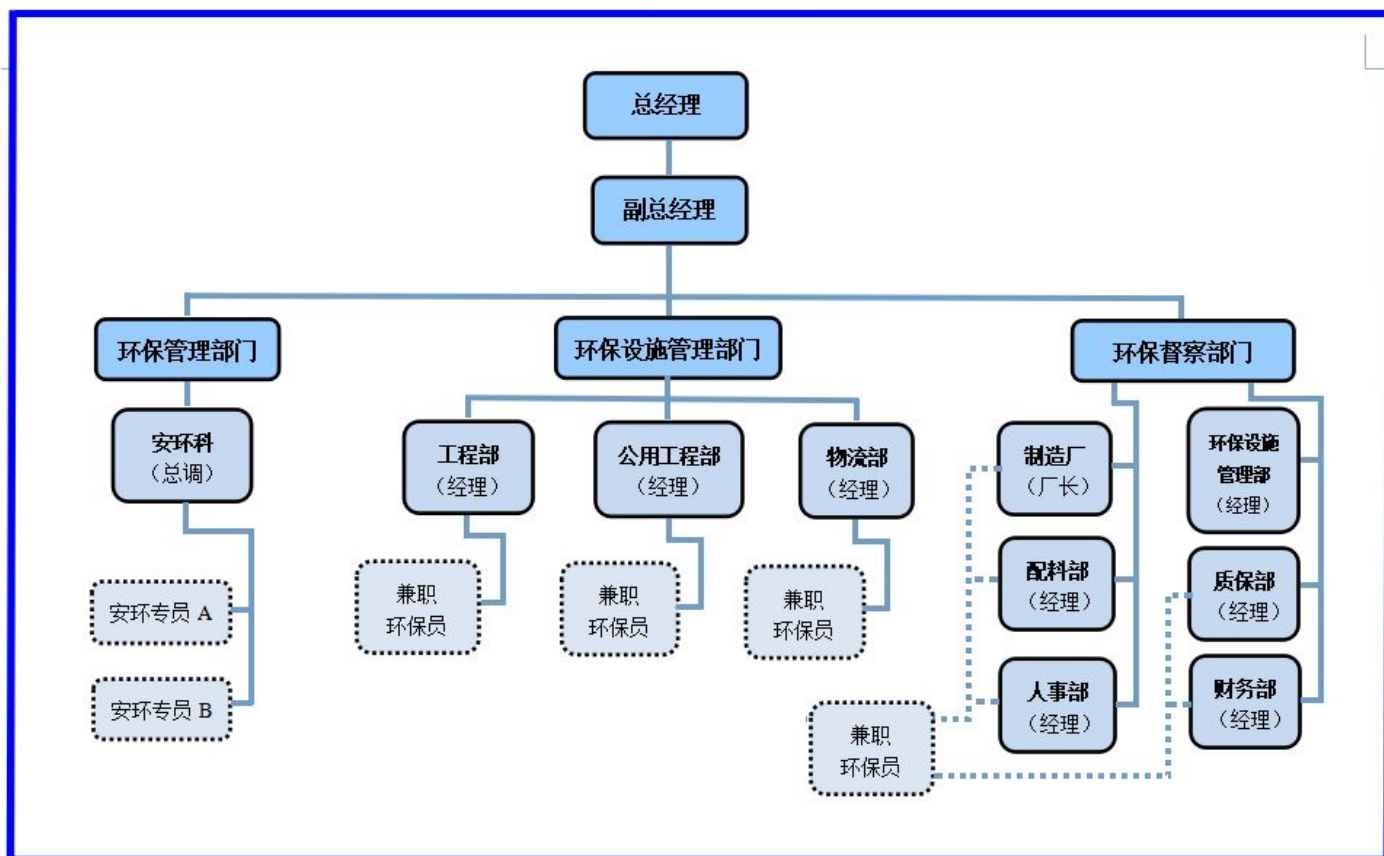 总经理
副总经理
环保管理部门
环保设施管理部门
环保督察部门
安环科
（总调）
工程部
（经理）
公用工程部
（经理）
物流部
（经理）
制造厂
（厂长）
环保设施
管理部
（经理）
安环专员 A
安环专员 B
兼职
环保员
兼职
环保员
兼职
环保员
配料部
（经理）
质保部
（经理）
人事部
（经理）
财务部
（经理）
兼职
环保员